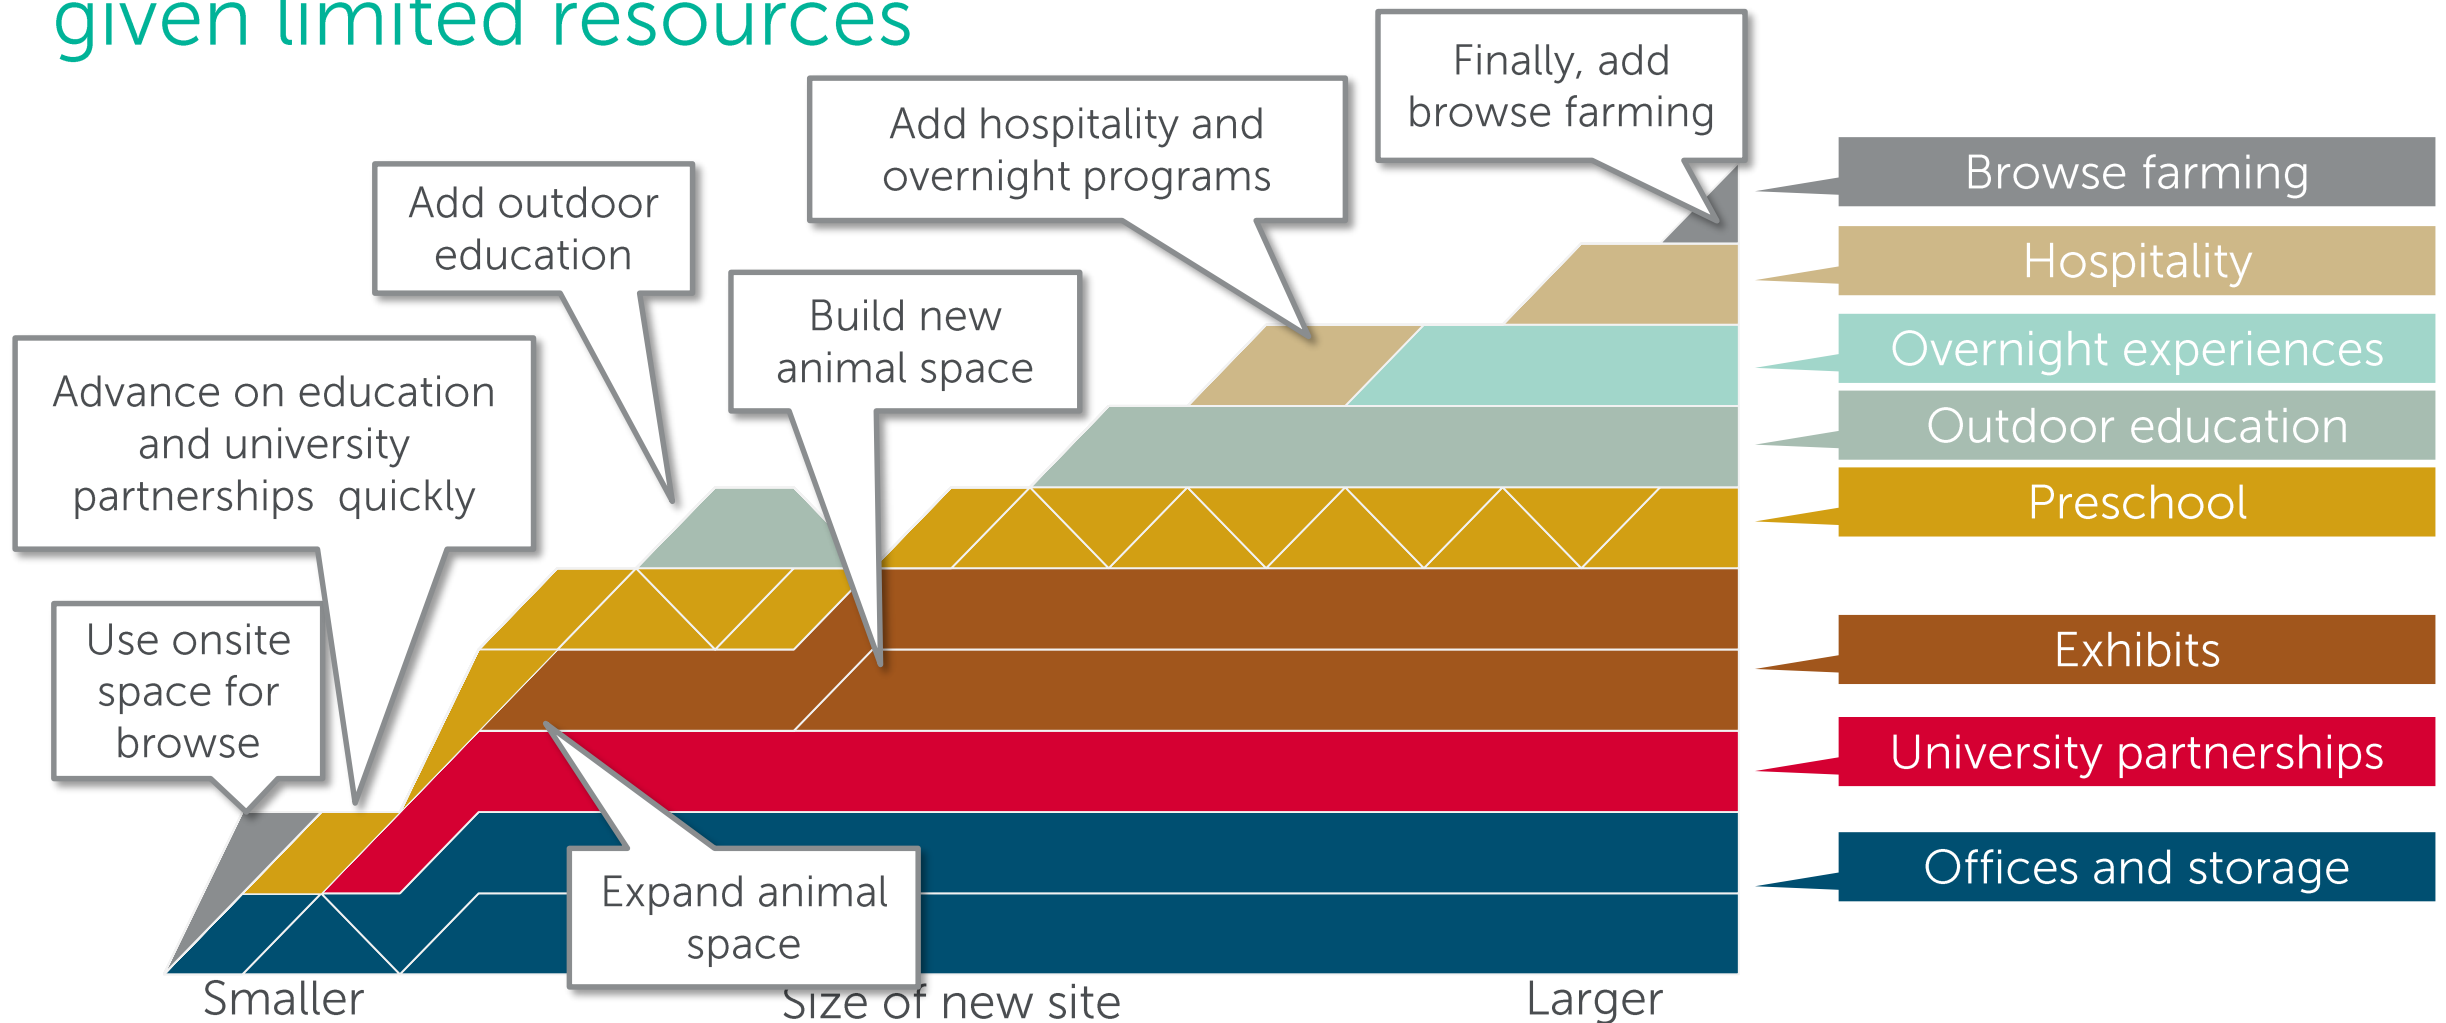 given limited resources
Finally, add
browse farming
Add hospitality and
overnight programs
Add outdoor
education
Build new
animal space
Advance on education
and university
partnerships  quickly
Use onsite
space for
browse
Expand animal
space
Browse farming
Hospitality
Overnight experiences
Outdoor education
Preschool
Exhibits
University partnerships
Offices and storage
Smaller
Size of new site
Larger